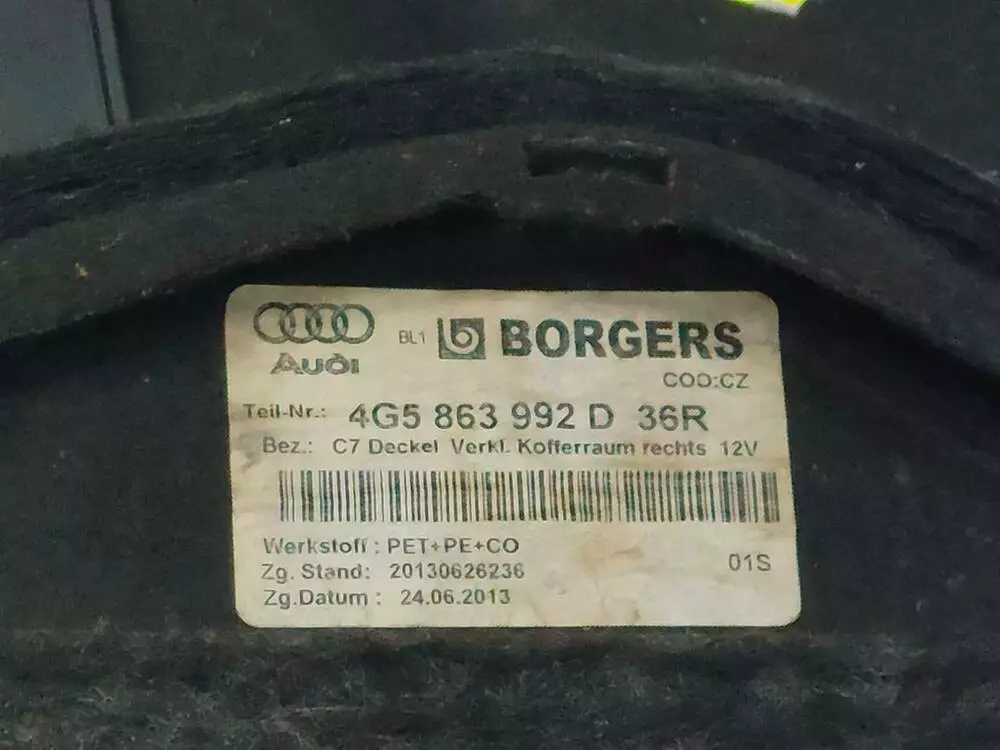 Audi BL1 BORGERS
COO:CZ
Teil-Nr.: 4G5 863 992 D 36R
Bez.: C7 Deckel Verkl. Kofferraum rechts 12V
Werkstoff : PET+PE+CO
01S
Zg. Stand: 20130626236
Zg.Datum : 24.06.2013